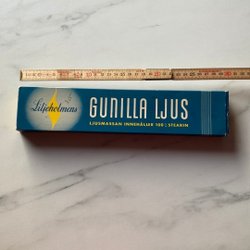 Liljeholmens
GUNILLA LJUS
LJUSMASSAN INNEHÅLLER 100% STEARIN